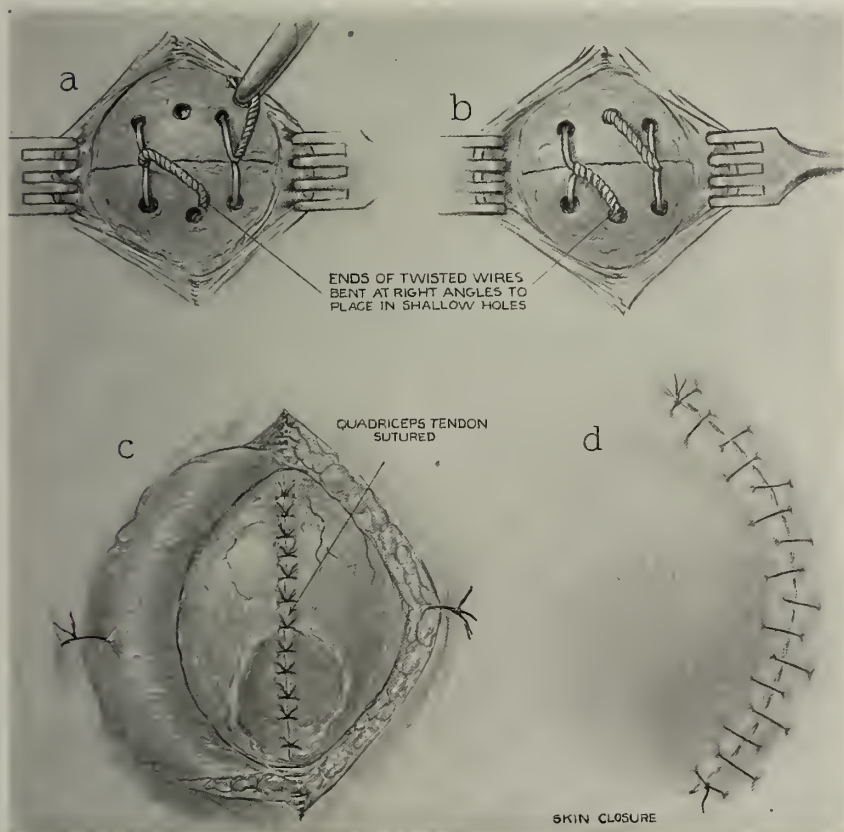 a
b
ENDS OF TWISTED WIRES
BENT AT RIGHT ANGLES TO
PLACE IN SHALLOW HOLES
c
QUADRICEPS TENDON
SUTURED
d
SKIN CLOSURE